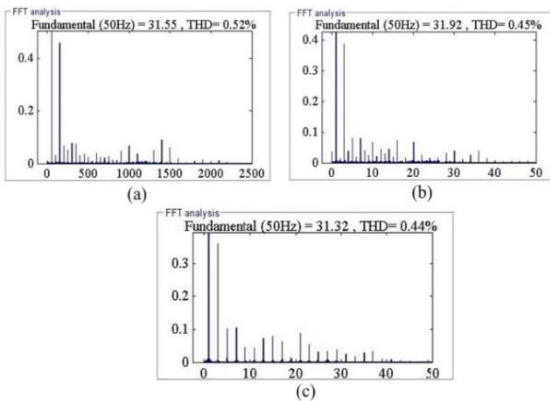 FFT analysis
Fundamental (50Hz) = 31.55 , THD= 0.52%
0.4
0.2
0
0 500 1000 1500 2000 2500
(a)
FFT analysis
Fundamental (50Hz) = 31.92 , THD= 0.45%
0.4
0.3
0.2
0.1
0
0 10 20 30 40 50
(b)
FFT analysis
Fundamental (50Hz) = 31.32 , THD= 0.44%
0.3
0.2
0.1
0
0 10 20 30 40 50
(c)